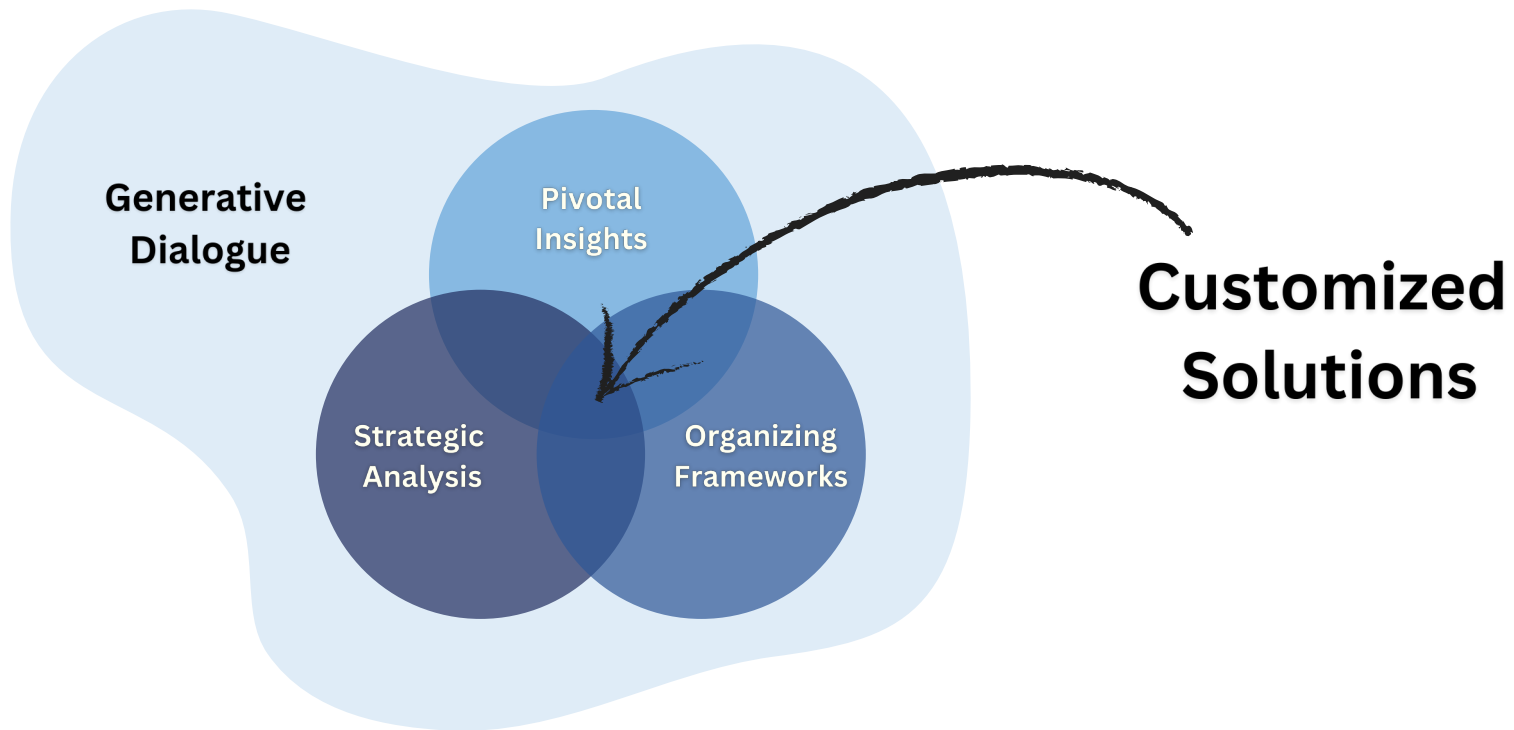 Generative
Dialogue
Pivotal
Insights
Customized
Solutions
Strategic
Analysis
Organizing
Frameworks